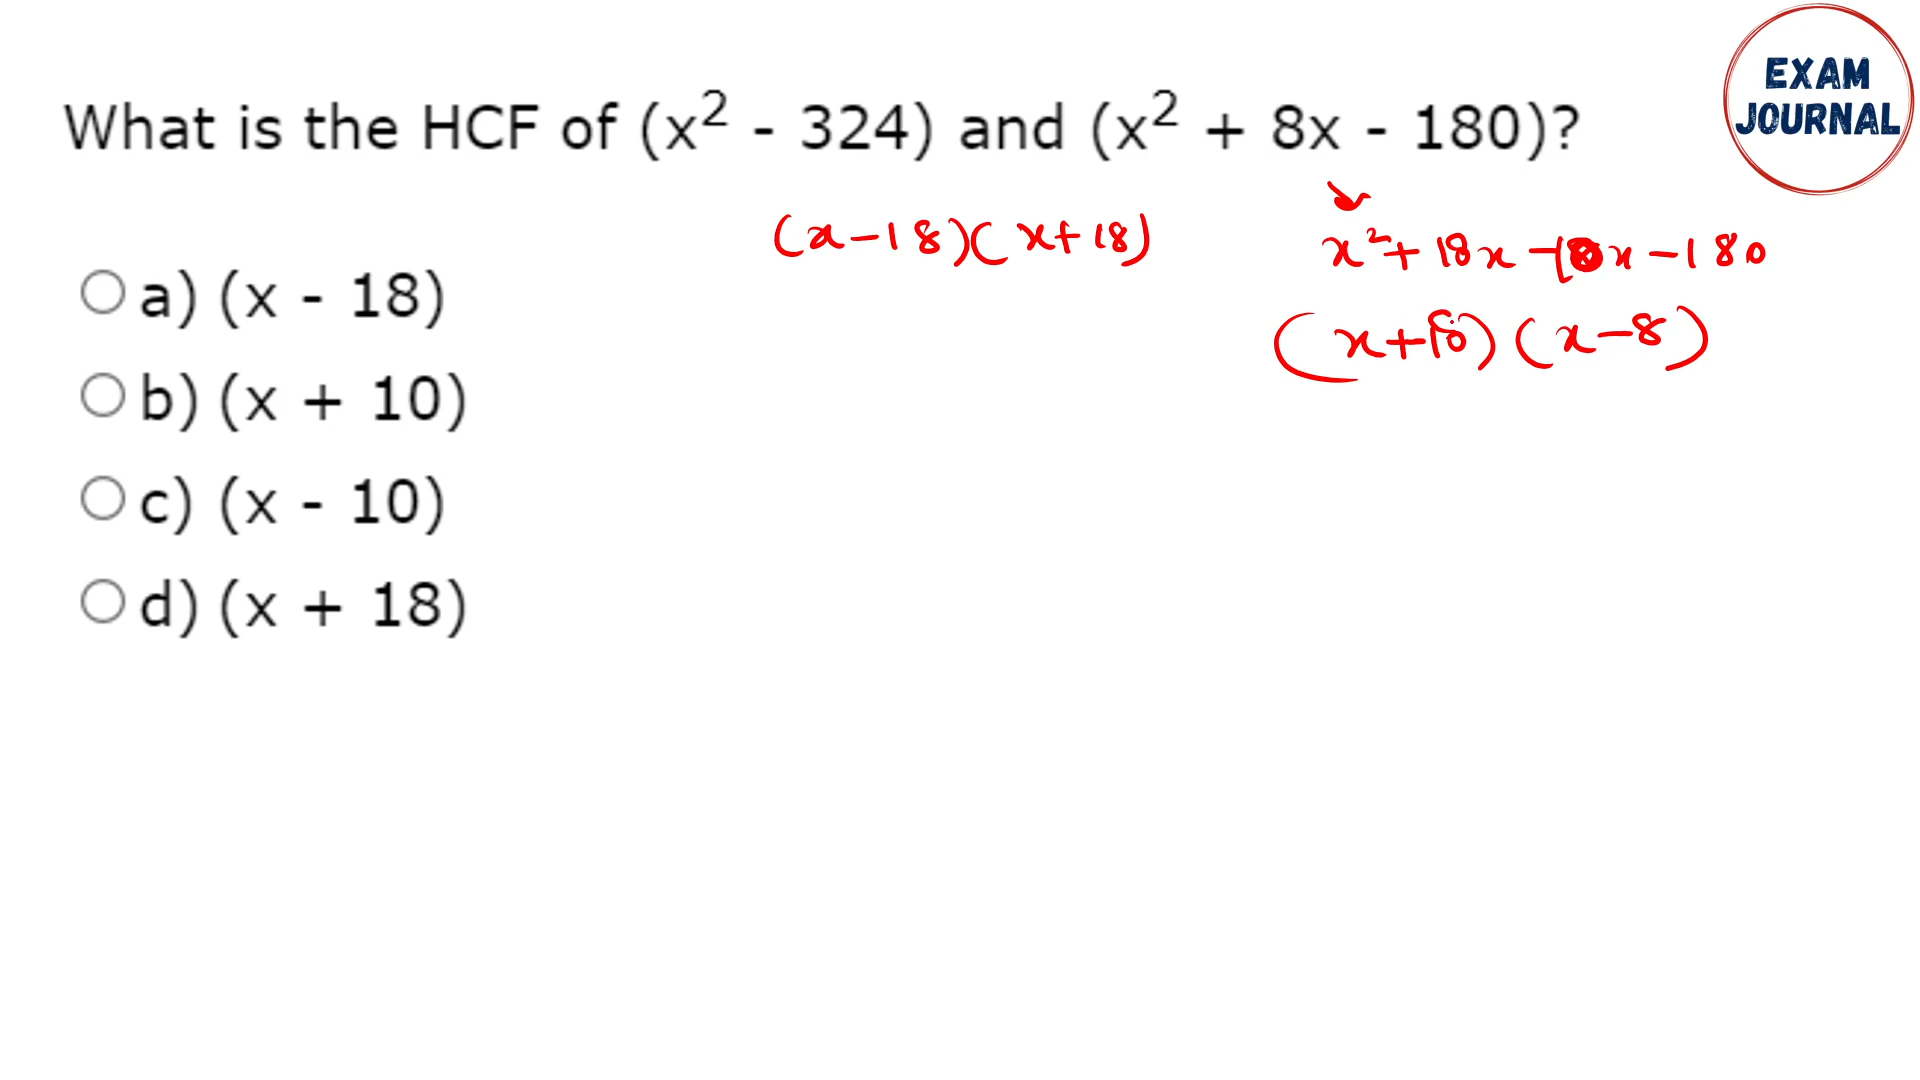 EXAM
JOURNAL
What is the HCF of (x² - 324) and (x² + 8x - 180)?
(x-18)(x+18)
x²+18x-10x-180
(x+10)(x-8)
a) (x - 18)
b) (x + 10)
c) (x - 10)
d) (x + 18)